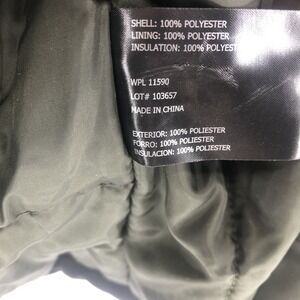 SHELL: 100% POLYESTER
LINING: 100% POLYESTER
INSULATION: 100% POLYEST
WPL 11590
LOT# 103657
MADE IN CHINA
EXTERIOR: 100% POLIESTER
FORRO: 100% POLIESTER
INSULACION: 100% POLIESTER